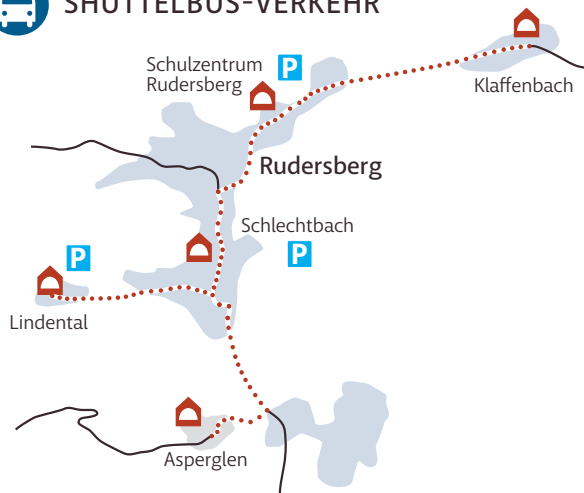 SHUTTELBUS-VERKEHR
Schulzentrum
Rudersberg
P
Klaffenbach
Rudersberg
Schlechtbach
P
P
Lindental
Asperglen